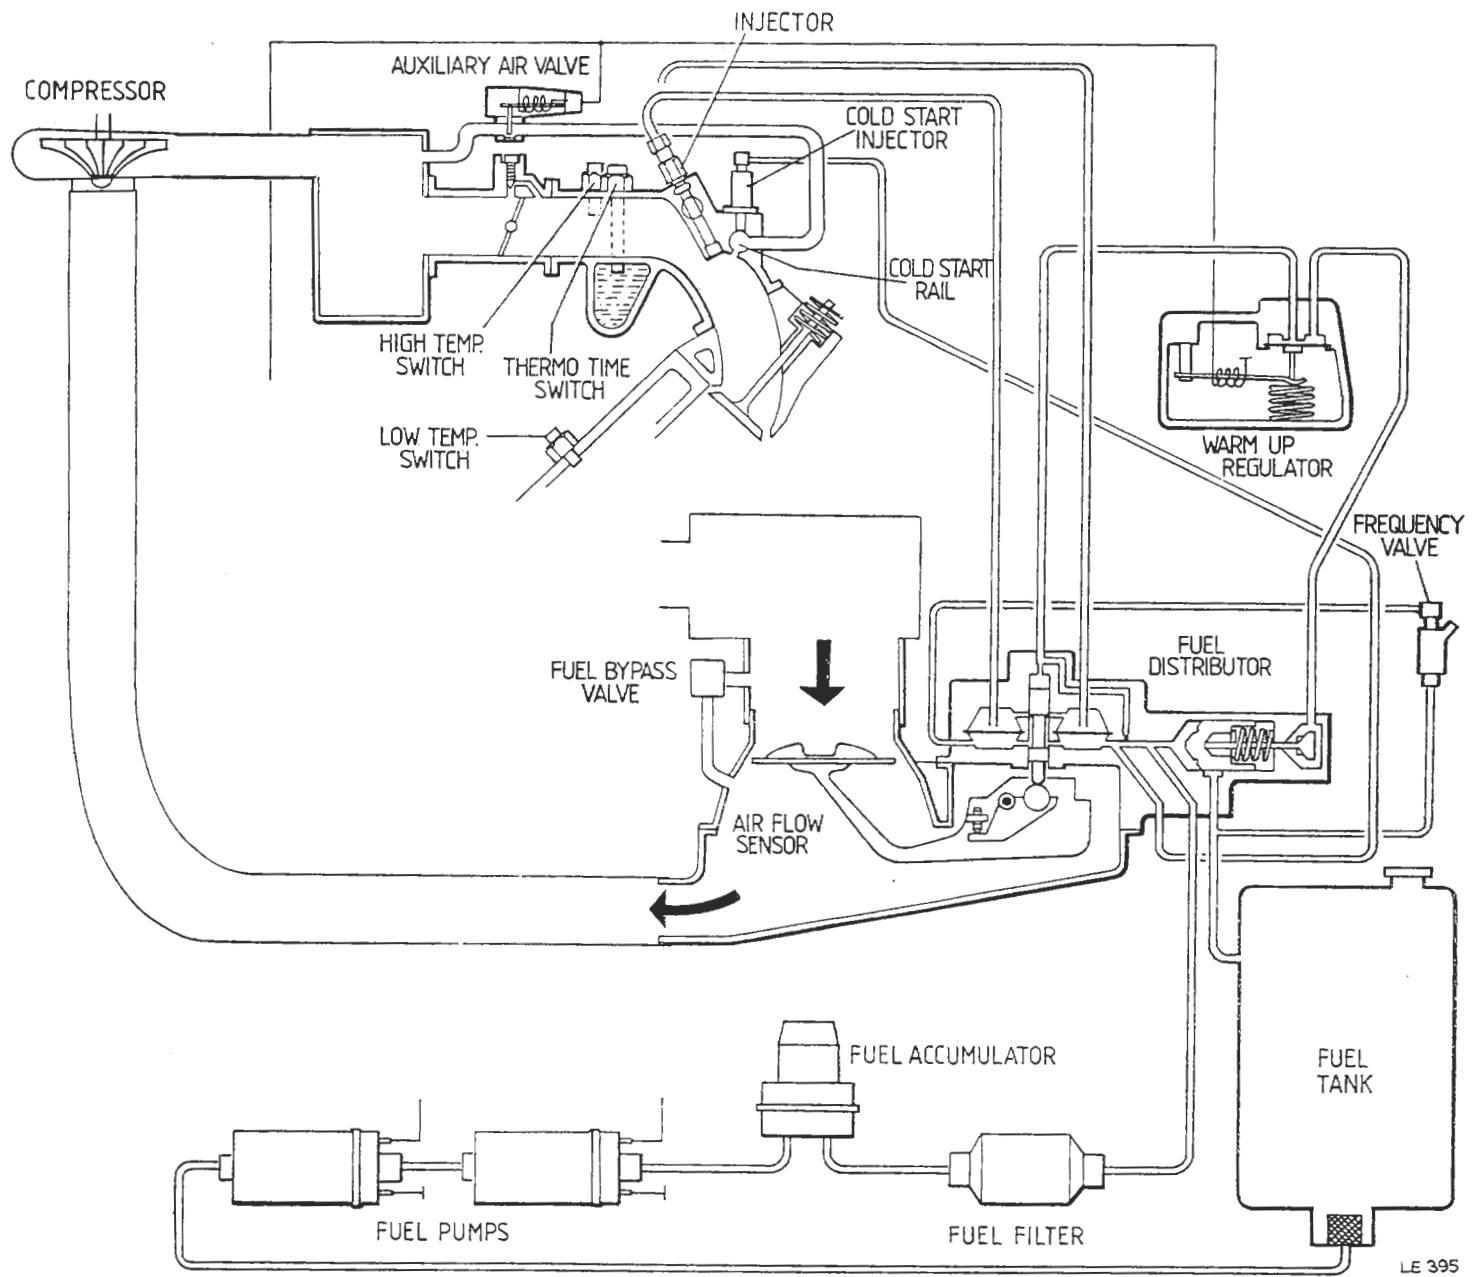 INJECTOR
AUXILIARY AIR VALVE
COMPRESSOR
COLD START
INJECTOR
COLD START
RAIL
HIGH TEMP.
SWITCH
THERMO TIME
SWITCH
LOW TEMP.
SWITCH
WARM UP
REGULATOR
FREQUENCY
VALVE
FUEL
DISTRIBUTOR
FUEL BYPASS
VALVE
AIR FLOW
SENSOR
FUEL ACCUMULATOR
FUEL
TANK
FUEL PUMPS
FUEL FILTER
LE 395